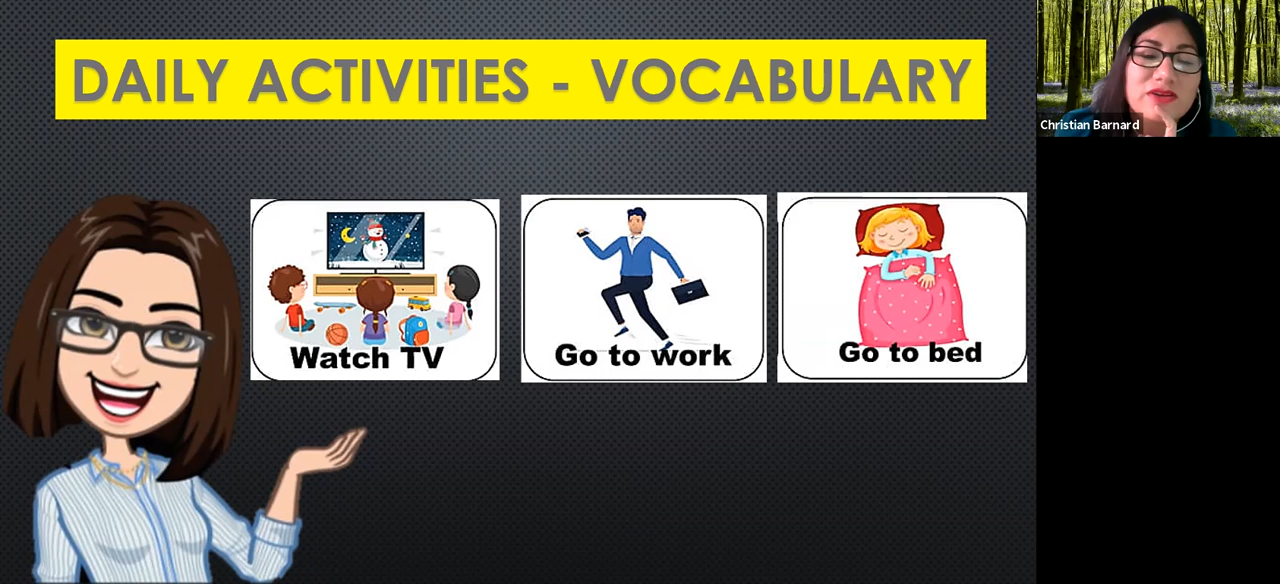 DAILY ACTIVITIES - VOCABULARY
Christian Barnard
Watch TV
Go to work
Go to bed